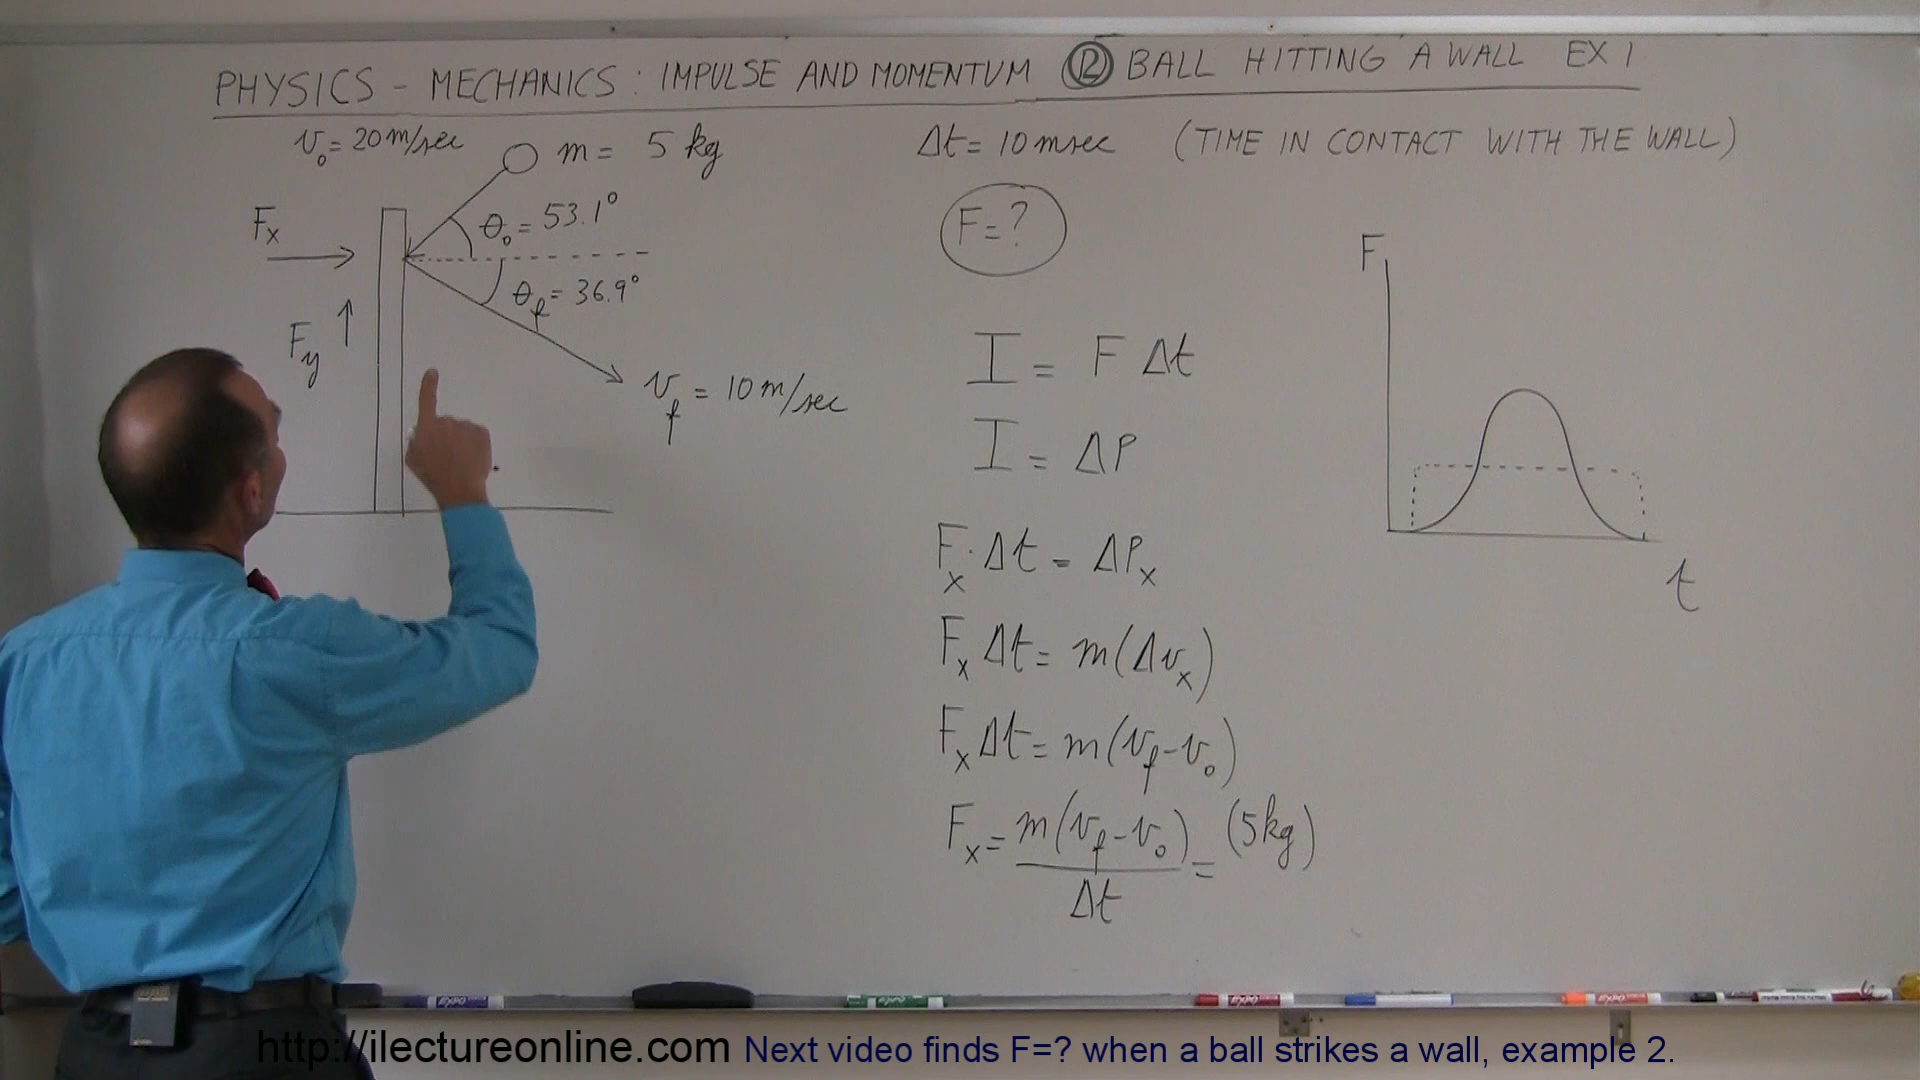 PHYSICS - MECHANICS: IMPULSE AND MOMENTUM ② BALL HITTING A WALL EX 1
v₀ = 20 m/sec
m = 5 kg
Δt = 10 msec (TIME IN CONTACT WITH THE WALL)
Fx
θ₀ = 53.1°
θf = 36.9°
Fy
vf = 10 m/sec
F = ?
I = F Δt
I = ΔP
Fx · Δt = ΔPx
Fx Δt = m(Δvx)
Fx Δt = m(vf - v₀)
Fx = m(vf - v₀) / Δt = (5 kg)
F
t
EXPO
EXPO
EXPO
EXPO
http://ilectureonline.com Next video finds F=? when a ball strikes a wall, example 2.